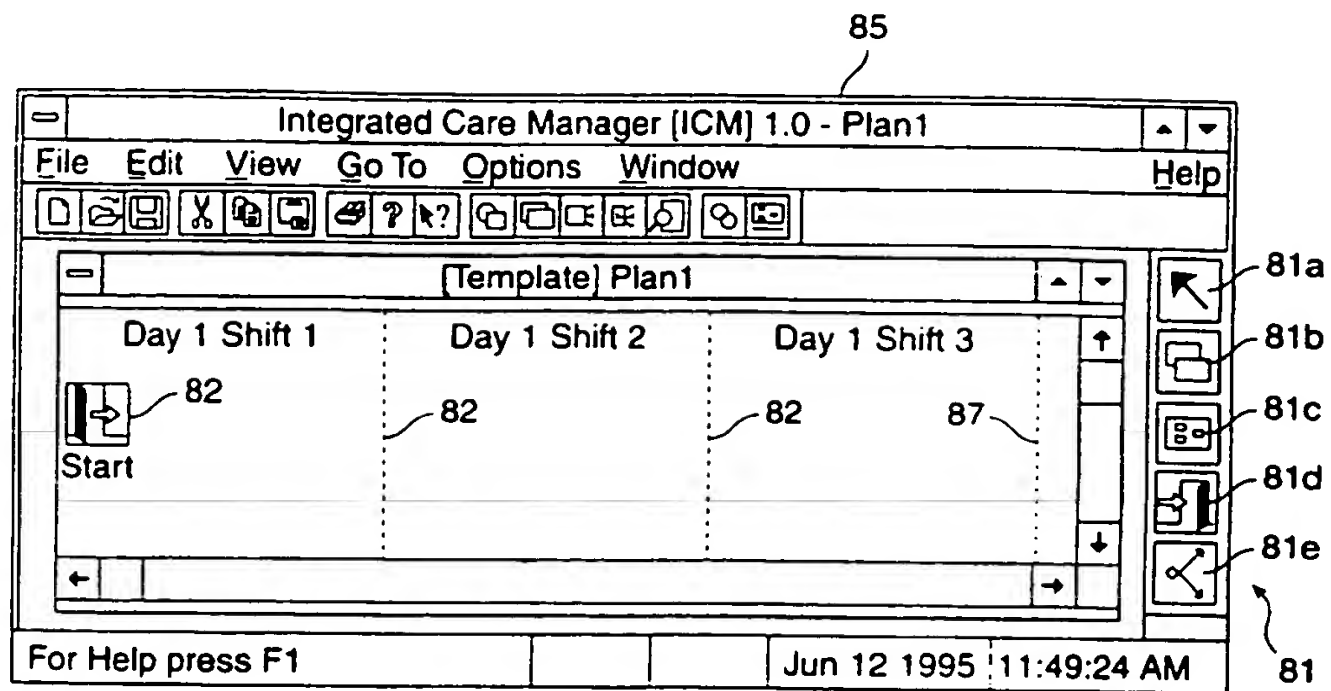 85
Integrated Care Manager [ICM] 1.0 - Plan1
File Edit View Go To Options Window Help
? ?
[Template] Plan1
81a
Day 1 Shift 1 Day 1 Shift 2 Day 1 Shift 3
81b
82 82 82 87
81c
Start
81d
81e
For Help press F1 Jun 12 1995 11:49:24 AM
81